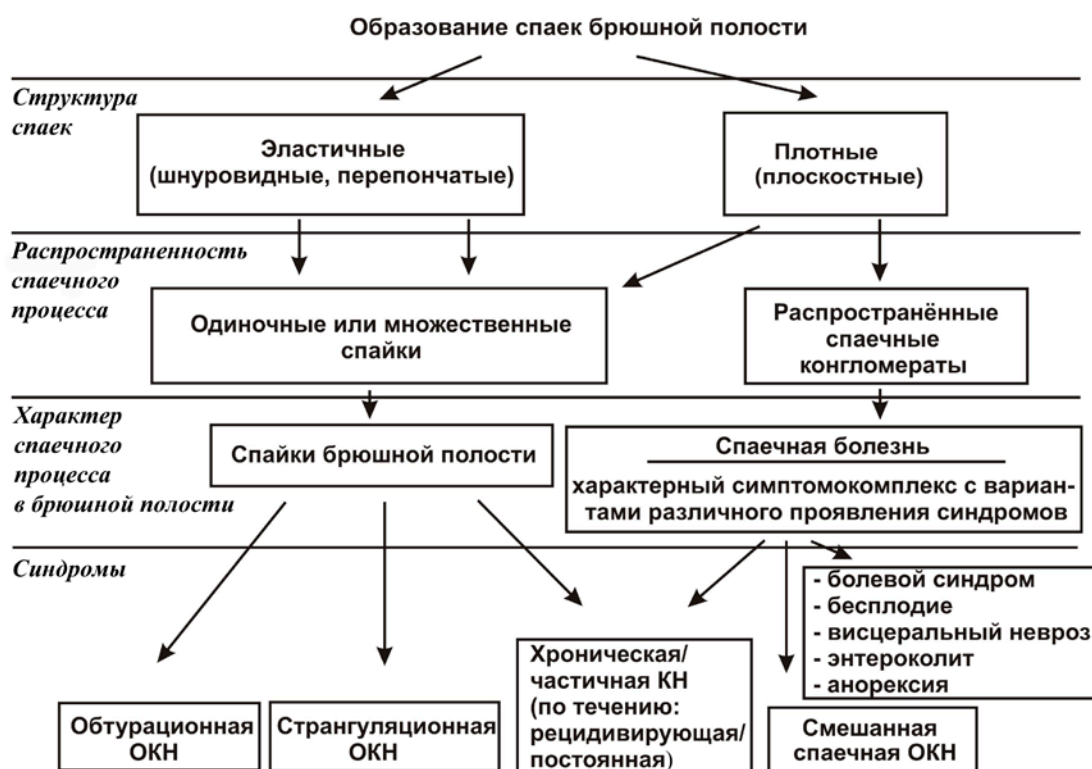 Образование спаек брюшной полости
Структура
спаек
Эластичные
(шнуровидные, перепончатые)
Плотные
(плоскостные)
Распространенность
спаечного
процесса
Одиночные или множественные
спайки
Распространённые
спаечные
конгломераты
Характер
спаечного
процесса
в брюшной полости
Спайки брюшной полости
Спаечная болезнь
характерный симптомокомплекс с вариан-
тами различного проявления синдромов
Синдромы
- болевой синдром
- бесплодие
- висцеральный невроз
- энтероколит
- анорексия
Обтурационная
ОКН
Странгуляционная
ОКН
Хроническая/
частичная КН
(по течению:
рецидивирующая/
постоянная)
Смешанная
спаечная ОКН